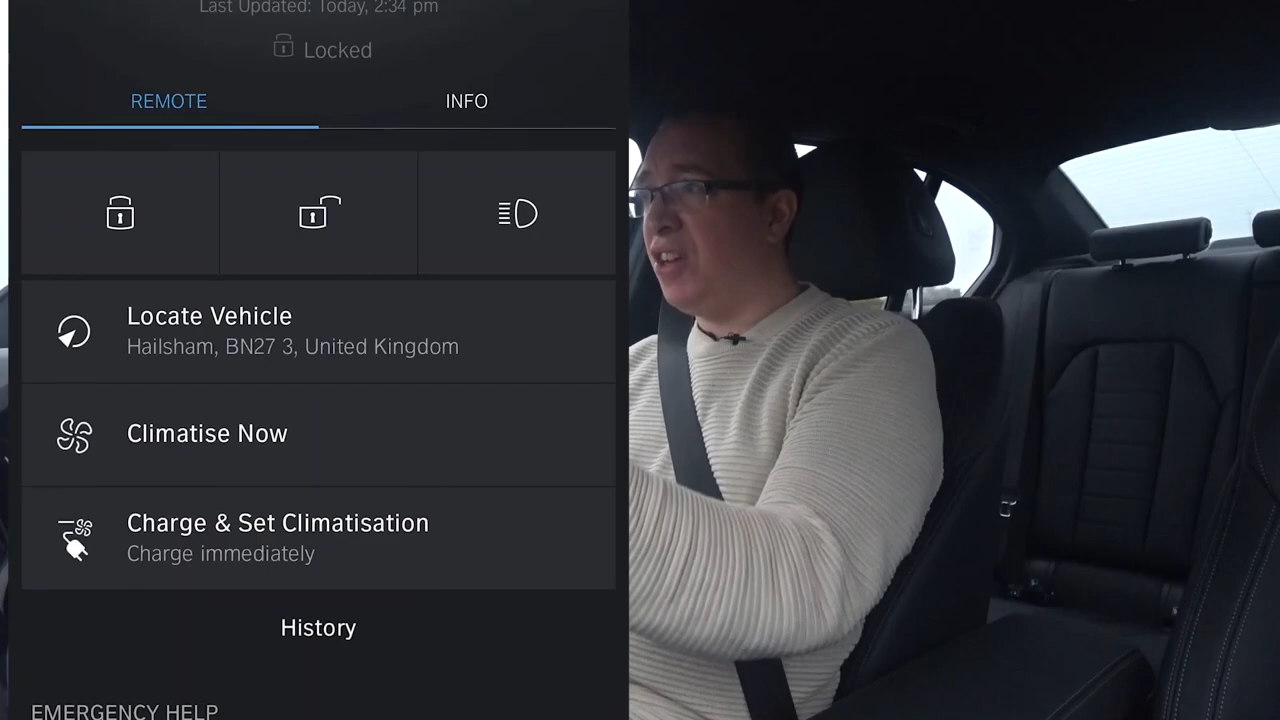 Last Updated: Today, 2:34 pm
Locked
REMOTE
INFO
Locate Vehicle
Hailsham, BN27 3, United Kingdom
Climatise Now
Charge & Set Climatisation
Charge immediately
History
EMERGENCY HELP